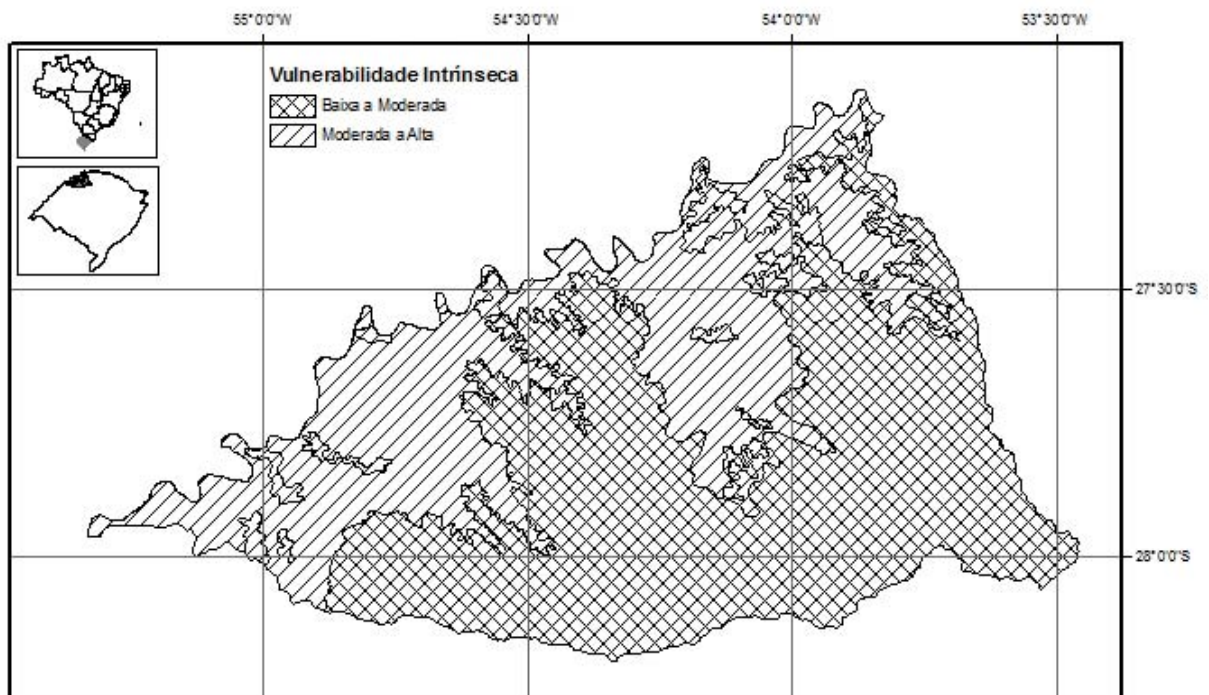 55°0'0"W
54°30'0"W
54°0'0"W
53°30'0"W
Vulnerabilidade Intrínseca
Baixa a Moderada
Moderada a Alta
27°30'0"S
28°0'0"S